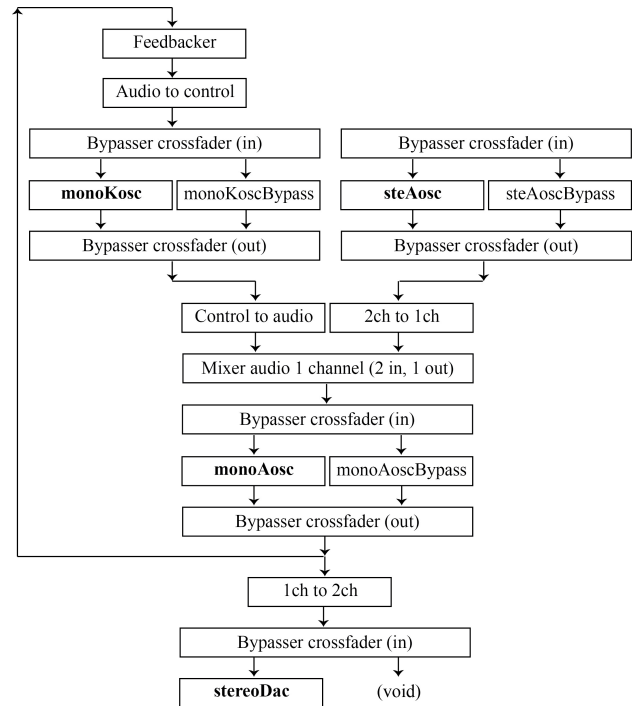 Feedbacker
Audio to control
Bypasser crossfader (in)
Bypasser crossfader (in)
monoKosc
monoKoscBypass
steAosc
steAoscBypass
Bypasser crossfader (out)
Bypasser crossfader (out)
Control to audio
2ch to 1ch
Mixer audio 1 channel (2 in, 1 out)
Bypasser crossfader (in)
monoAosc
monoAoscBypass
Bypasser crossfader (out)
1ch to 2ch
Bypasser crossfader (in)
stereoDac
(void)